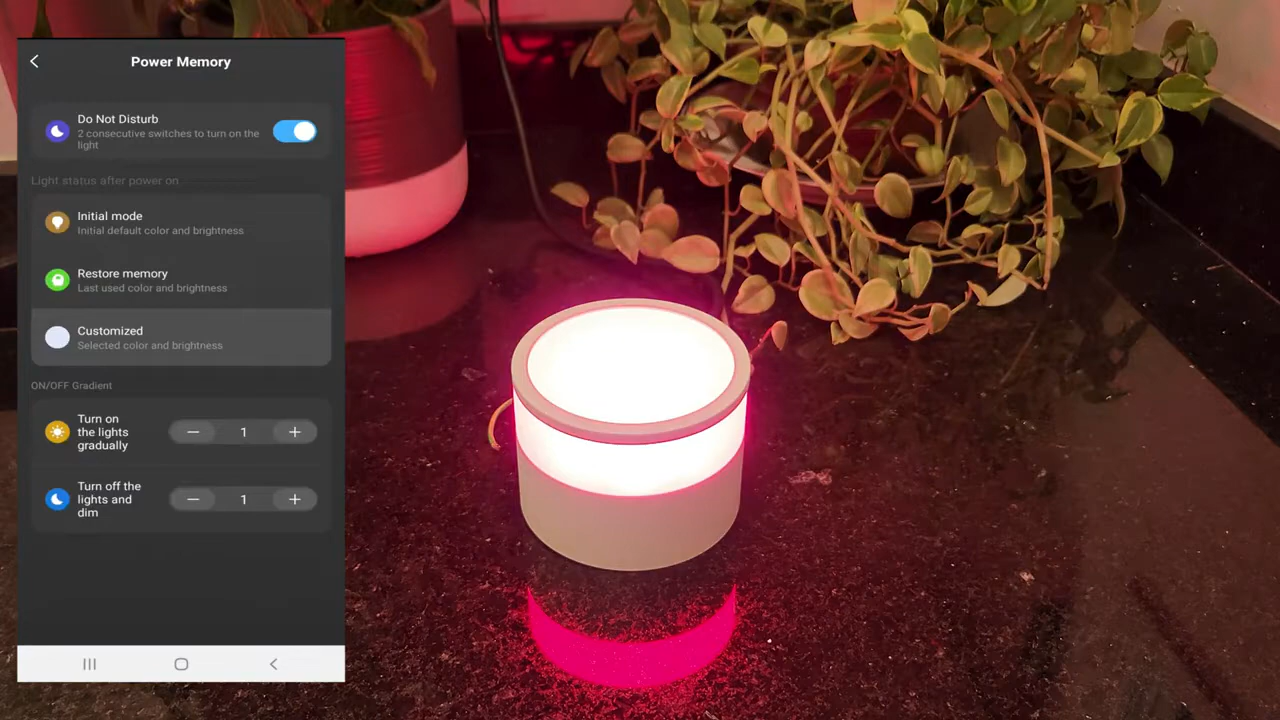 Power Memory
Do Not Disturb
2 consecutive switches to turn on the
light
Light status after power on
Initial mode
Initial default color and brightness
Restore memory
Last used color and brightness
Customized
Selected color and brightness
ON/OFF Gradient
Turn on
the lights
gradually
1
Turn off the
lights and
dim
1